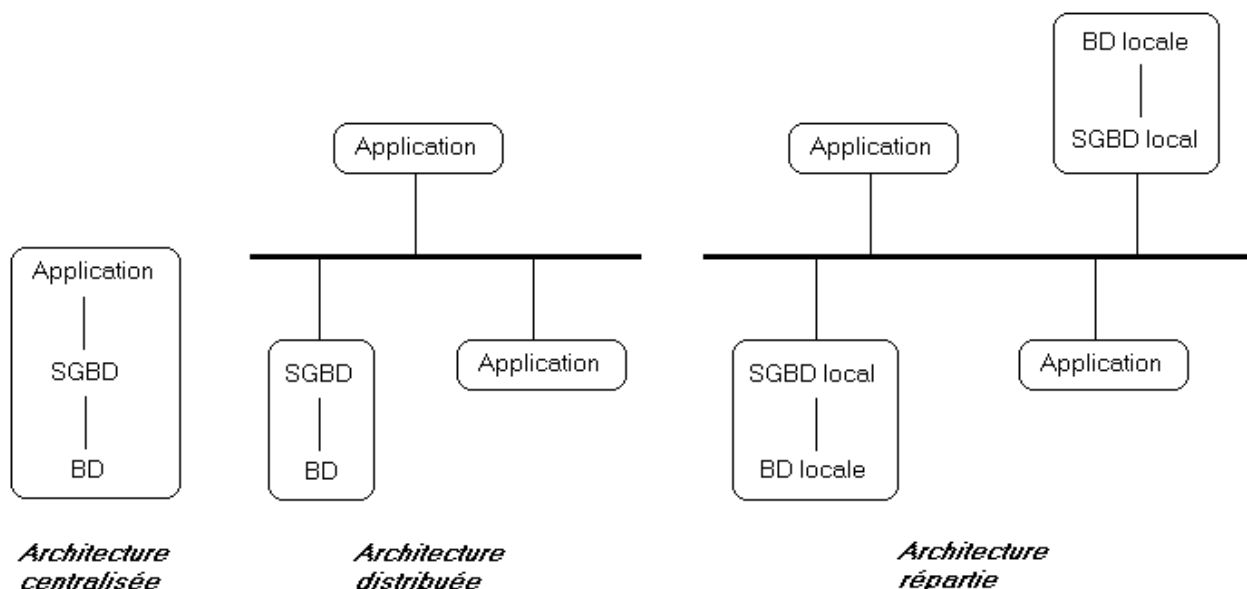 Application
SGBD
BD
Architecture
centralisée
Application
SGBD
BD
Application
Architecture
distribuée
Application
BD locale
SGBD local
SGBD local
BD locale
Application
Architecture
répartie